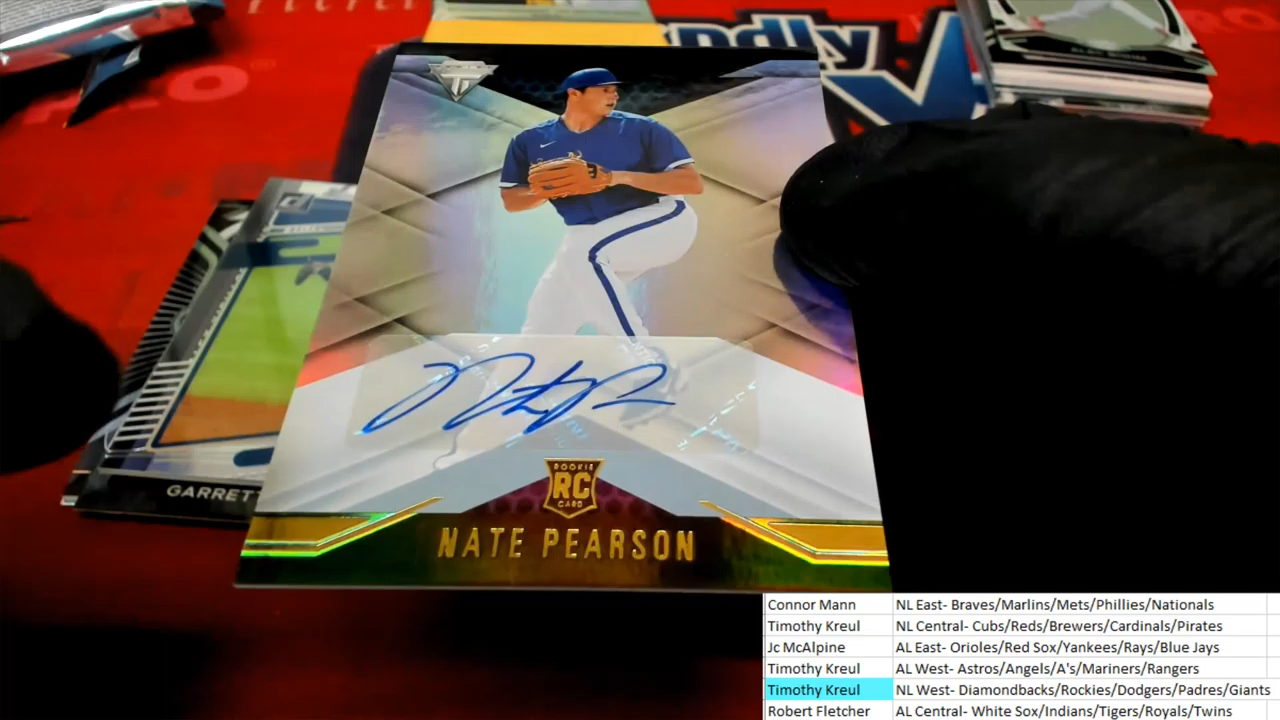 ndly
ROOKIE
RC
CARD
NATE PEARSON
GARRET
Connor Mann NL East- Braves/Marlins/Mets/Phillies/Nationals
Timothy Kreul NL Central- Cubs/Reds/Brewers/Cardinals/Pirates
Jc McAlpine AL East- Orioles/Red Sox/Yankees/Rays/Blue Jays
Timothy Kreul AL West- Astros/Angels/A's/Mariners/Rangers
Timothy Kreul NL West- Diamondbacks/Rockies/Dodgers/Padres/Giants
Robert Fletcher AL Central- White Sox/Indians/Tigers/Royals/Twins